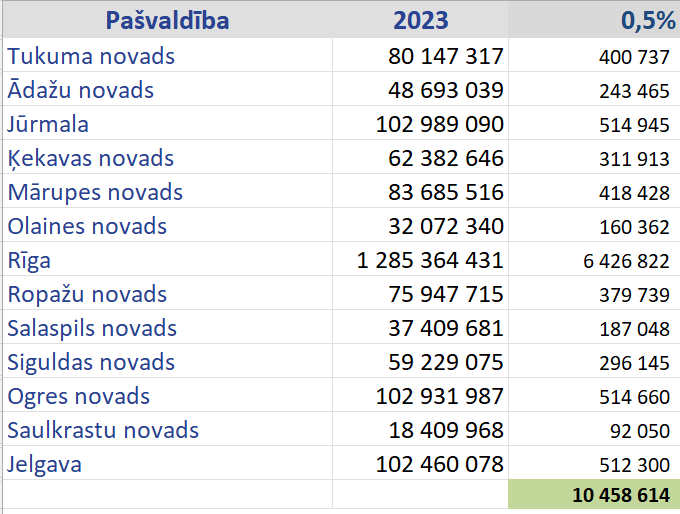 Pašvaldība 2023 0,5%
Tukuma novads 80 147 317 400 737
Ādažu novads 48 693 039 243 465
Jūrmala 102 989 090 514 945
Ķekavas novads 62 382 646 311 913
Mārupes novads 83 685 516 418 428
Olaines novads 32 072 340 160 362
Rīga 1 285 364 431 6 426 822
Ropažu novads 75 947 715 379 739
Salaspils novads 37 409 681 187 048
Siguldas novads 59 229 075 296 145
Ogres novads 102 931 987 514 660
Saulkrastu novads 18 409 968 92 050
Jelgava 102 460 078 512 300
10 458 614